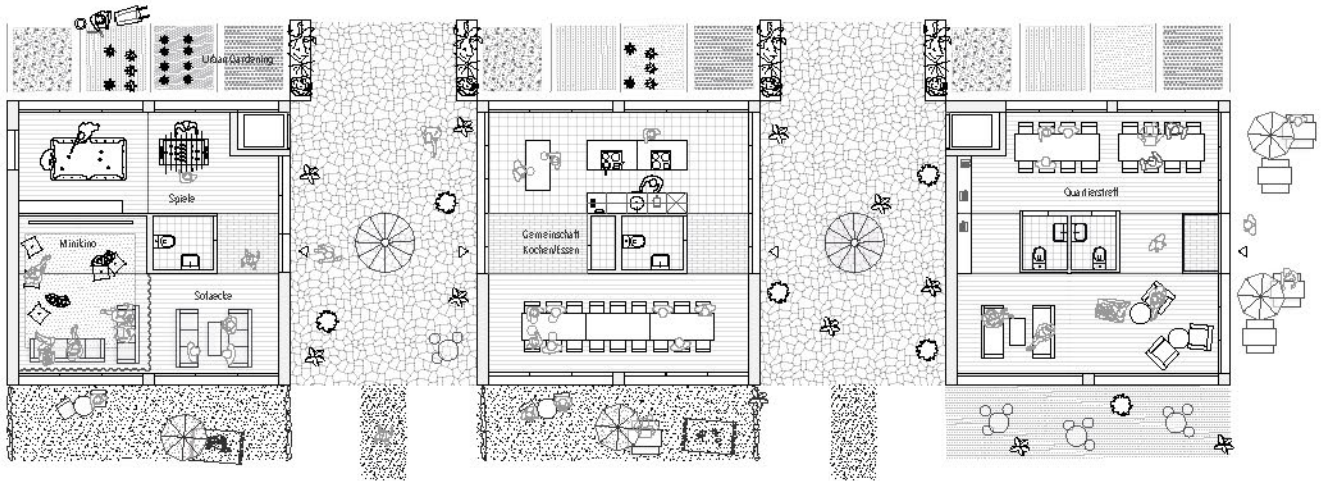 Urban Gardening
Spiele
Minikino
Sofaecke
Gemeinschaft
Kochen/Essen
Quartierstreff